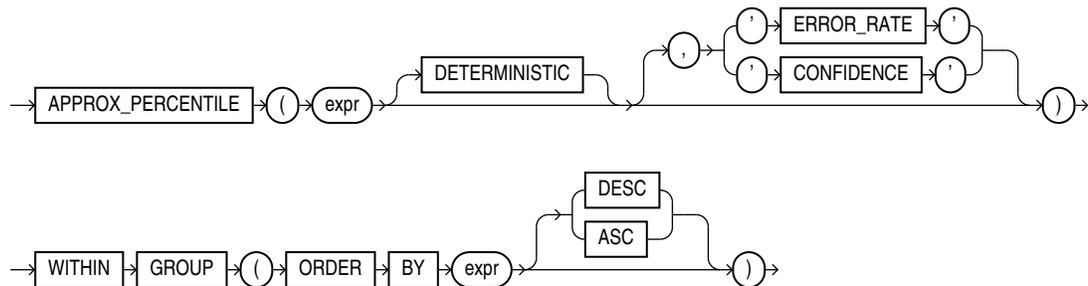 ' ERROR_RATE '
, 
DETERMINISTIC ' CONFIDENCE '
APPROX_PERCENTILE ( expr )
DESC
ASC
WITHIN GROUP ( ORDER BY expr )